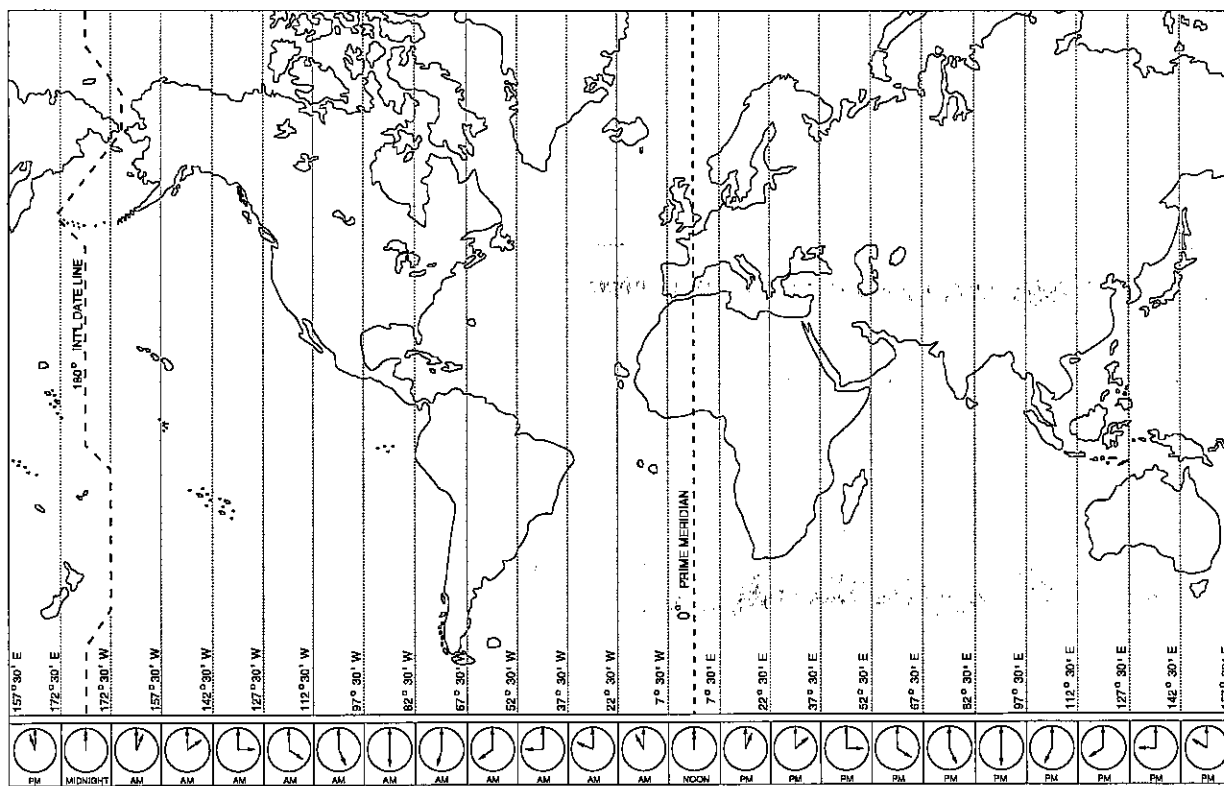 180° INT'L DATE LINE
0° PRIME MERIDIAN
157° 30' E
172° 30' E
172° 30' W
157° 30' W
142° 30' W
127° 30' W
112° 30' W
97° 30' W
82° 30' W
67° 30' W
52° 30' W
37° 30' W
22° 30' W
7° 30' W
7° 30' E
22° 30' E
37° 30' E
52° 30' E
67° 30' E
82° 30' E
97° 30' E
112° 30' E
127° 30' E
142° 30' E
PM MIDNIGHT AM AM AM AM AM AM AM AM AM AM AM NOON PM PM PM PM PM PM PM PM PM PM